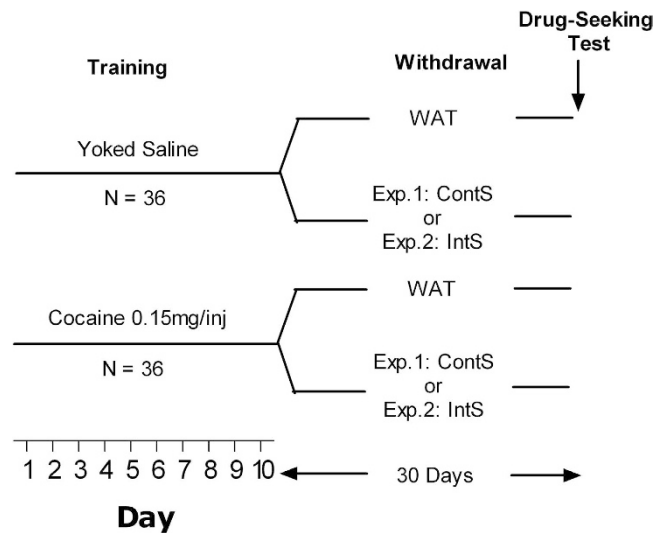 Drug-Seeking
Test
Training
Withdrawal
WAT
Yoked Saline
N = 36
Exp.1: ContS
or
Exp.2: IntS
WAT
Cocaine 0.15mg/inj
N = 36
Exp.1: ContS
or
Exp.2: IntS
1 2 3 4 5 6 7 8 9 10
30 Days
Day